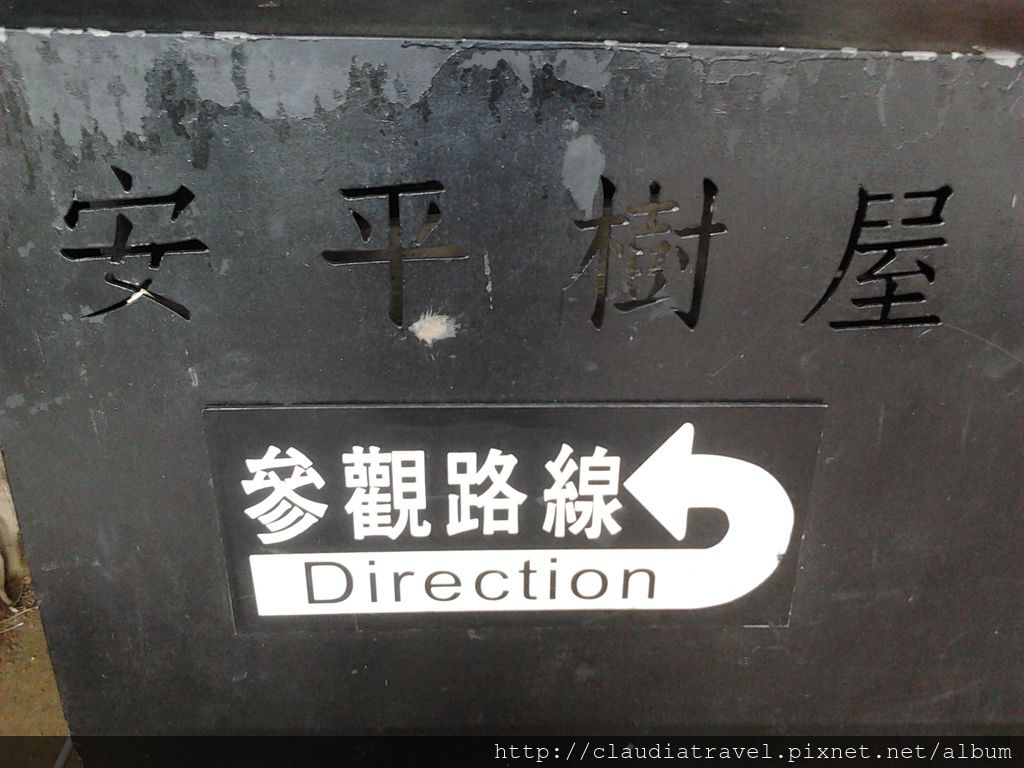 安平樹屋
參觀路線
Direction
http://claudiatravel.pixnet.net/album